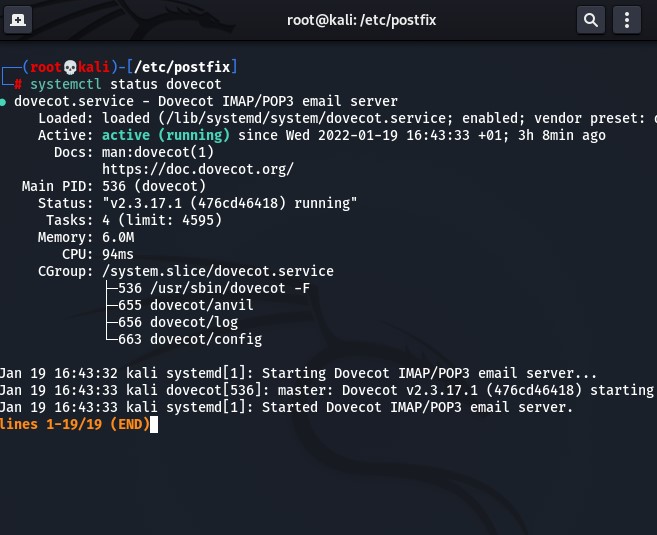 root@kali: /etc/postfix
┌──(root💀kali)-[/etc/postfix]
└─# systemctl status dovecot
● dovecot.service - Dovecot IMAP/POP3 email server
Loaded: loaded (/lib/systemd/system/dovecot.service; enabled; vendor preset:
Active: active (running) since Wed 2022-01-19 16:43:33 +01; 3h 8min ago
Docs: man:dovecot(1)
https://doc.dovecot.org/
Main PID: 536 (dovecot)
Status: "v2.3.17.1 (476cd46418) running"
Tasks: 4 (limit: 4595)
Memory: 6.0M
CPU: 94ms
CGroup: /system.slice/dovecot.service
├─536 /usr/sbin/dovecot -F
├─655 dovecot/anvil
├─656 dovecot/log
└─663 dovecot/config
Jan 19 16:43:32 kali systemd[1]: Starting Dovecot IMAP/POP3 email server...
Jan 19 16:43:33 kali dovecot[536]: master: Dovecot v2.3.17.1 (476cd46418) starting
Jan 19 16:43:33 kali systemd[1]: Started Dovecot IMAP/POP3 email server.
lines 1-19/19 (END)